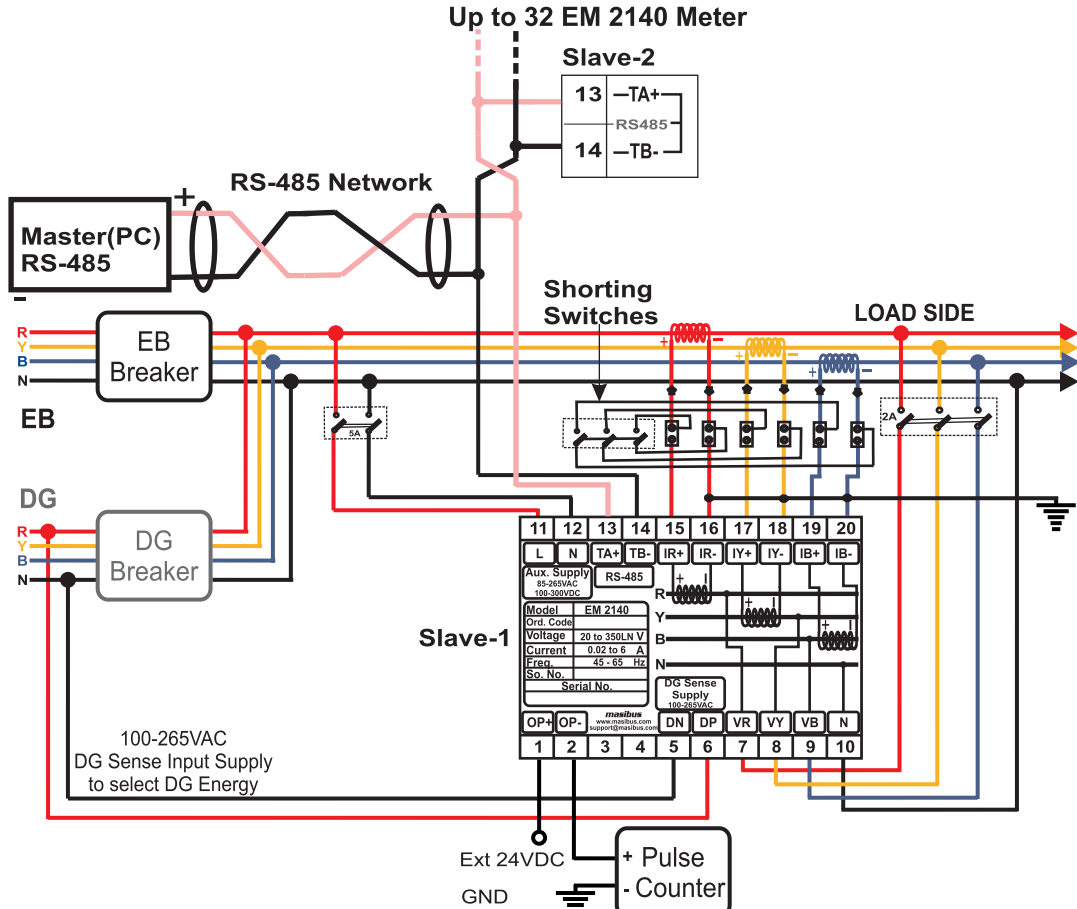 Up to 32 EM 2140 Meter
Slave-2
13 TA+
RS485
14 TB-
RS-485 Network
+
Master(PC)
RS-485
-
Shorting
Switches
LOAD SIDE
R
Y
B
N
EB
Breaker
EB
+ -
+ -
+ -
5A
2A
DG
R
Y
B
N
DG
Breaker
11 12 13 14 15 16 17 18 19 20
L N TA+ TB- IR+ IR- IY+ IY- IB+ IB-
Aux. Supply
85-265VAC
100-300VDC
RS-485
+ -
R
+ -
Y
+ -
B
N
Slave-1
Model EM 2140
Ord. Code
Voltage 20 to 350LN V
Current 0.02 to 6 A
Freq. 45 - 65 Hz
So. No.
Serial No.
DG Sense
Supply
100-265VAC
masibus
www.masibus.com
support@masibus.com
OP+ OP- DN DP VR VY VB N
1 2 3 4 5 6 7 8 9 10
100-265VAC
DG Sense Input Supply
to select DG Energy
Ext 24VDC
GND
+ Pulse
- Counter